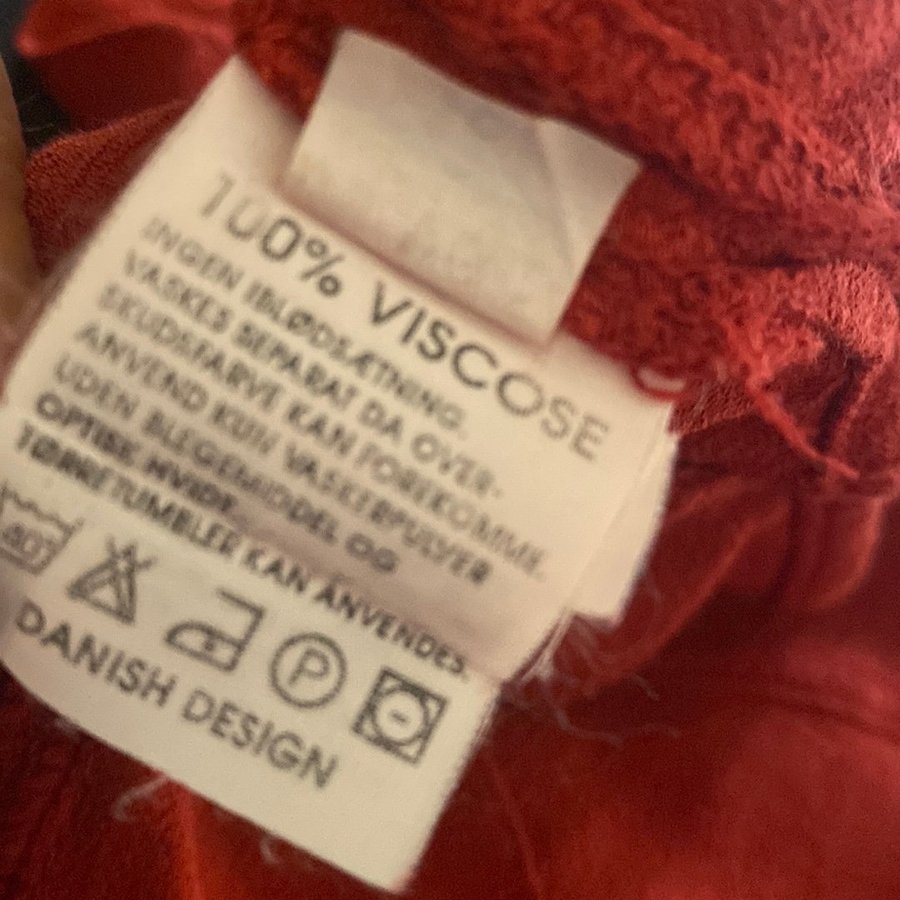 100% VISCOSE
INGEN IBLØDSÆTNING.
VASKES SEPARAT DA OVER-
SKUDSFARVE KAN FOREKOMME.
ANVEND KUN VASKEPULVER
UDEN BLEGEMIDDEL OG
OPTISK HVIDT.
TØRRETUMBLER KAN ANVENDES.
40
P
DANISH DESIGN